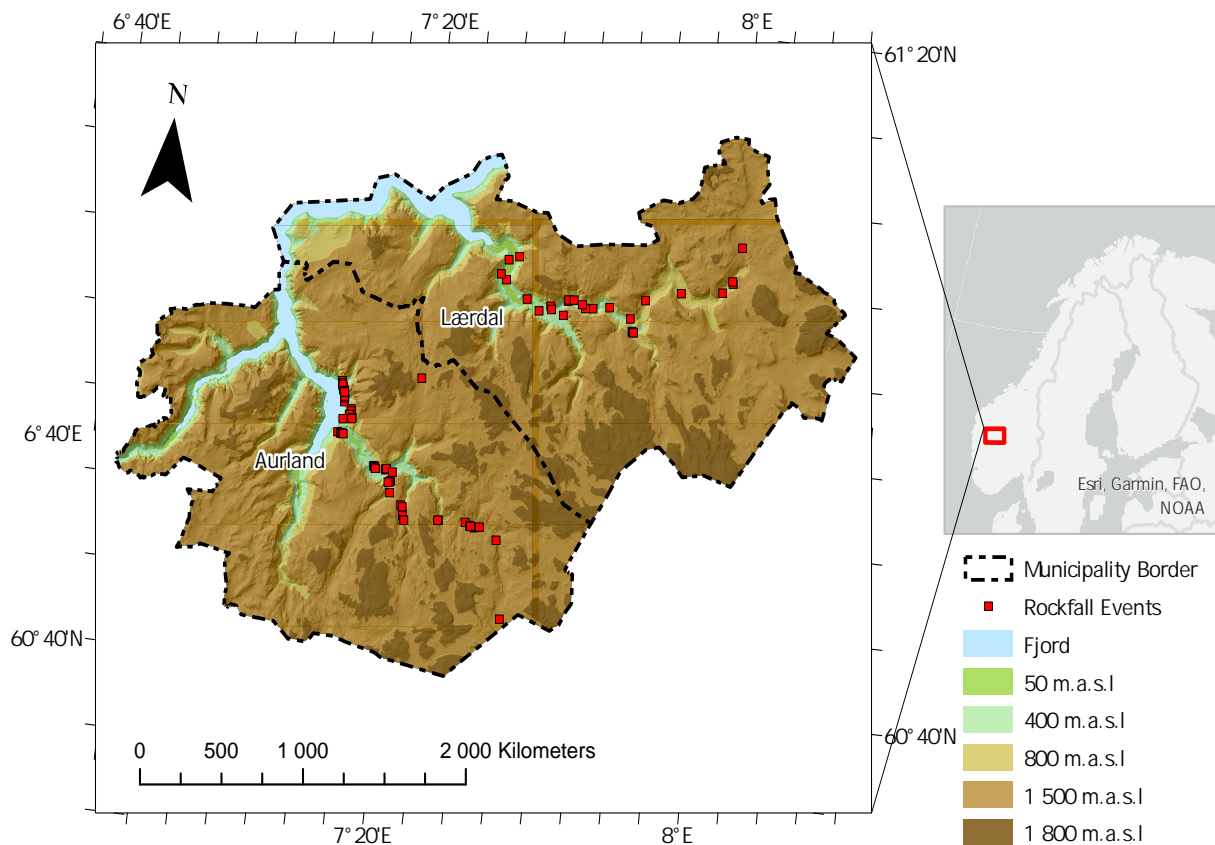 6°40'E
7°20'E
8°E
61°20'N
N
Lærdal
6°40'E
Aurland
60°40'N
0 500 1 000 2 000 Kilometers
60°40'N
7°20'E
8°E
Esri, Garmin, FAO,
NOAA
Municipality Border
Rockfall Events
Fjord
50 m.a.s.l
400 m.a.s.l
800 m.a.s.l
1 500 m.a.s.l
1 800 m.a.s.l